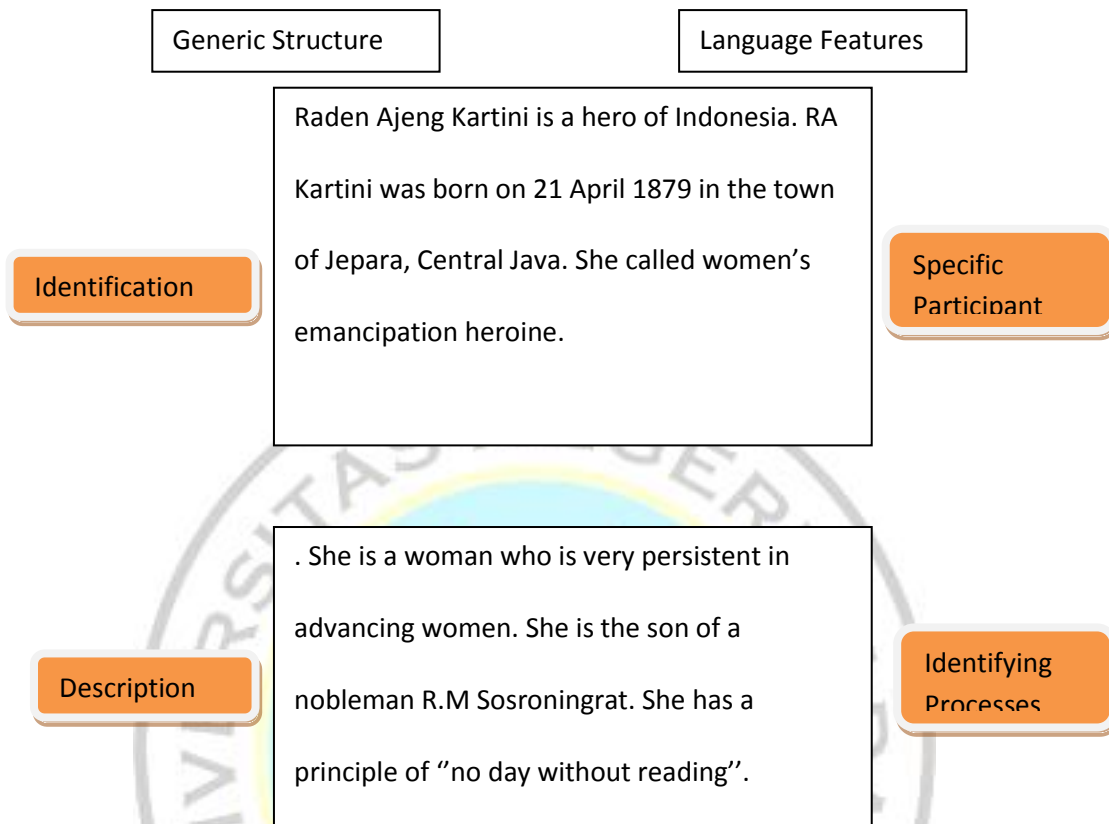 Generic Structure
Language Features
Raden Ajeng Kartini is a hero of Indonesia. RA
Kartini was born on 21 April 1879 in the town
of Jepara, Central Java. She called women’s
emancipation heroine.
Identification
Specific
Participant
. She is a woman who is very persistent in
advancing women. She is the son of a
nobleman R.M Sosroningrat. She has a
principle of ‘’no day without reading’’.
Description
Identifying
Processes